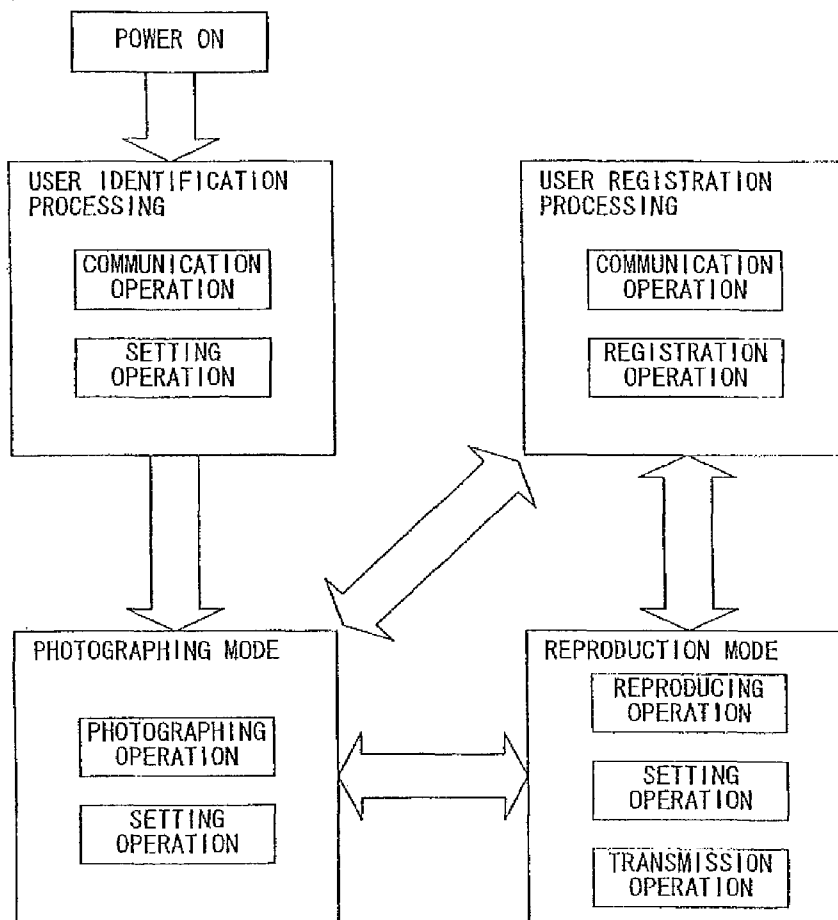 POWER ON
USER IDENTIFICATION
PROCESSING
COMMUNICATION
OPERATION
SETTING
OPERATION
USER REGISTRATION
PROCESSING
COMMUNICATION
OPERATION
REGISTRATION
OPERATION
PHOTOGRAPHING MODE
PHOTOGRAPHING
OPERATION
SETTING
OPERATION
REPRODUCTION MODE
REPRODUCING
OPERATION
SETTING
OPERATION
TRANSMISSION
OPERATION